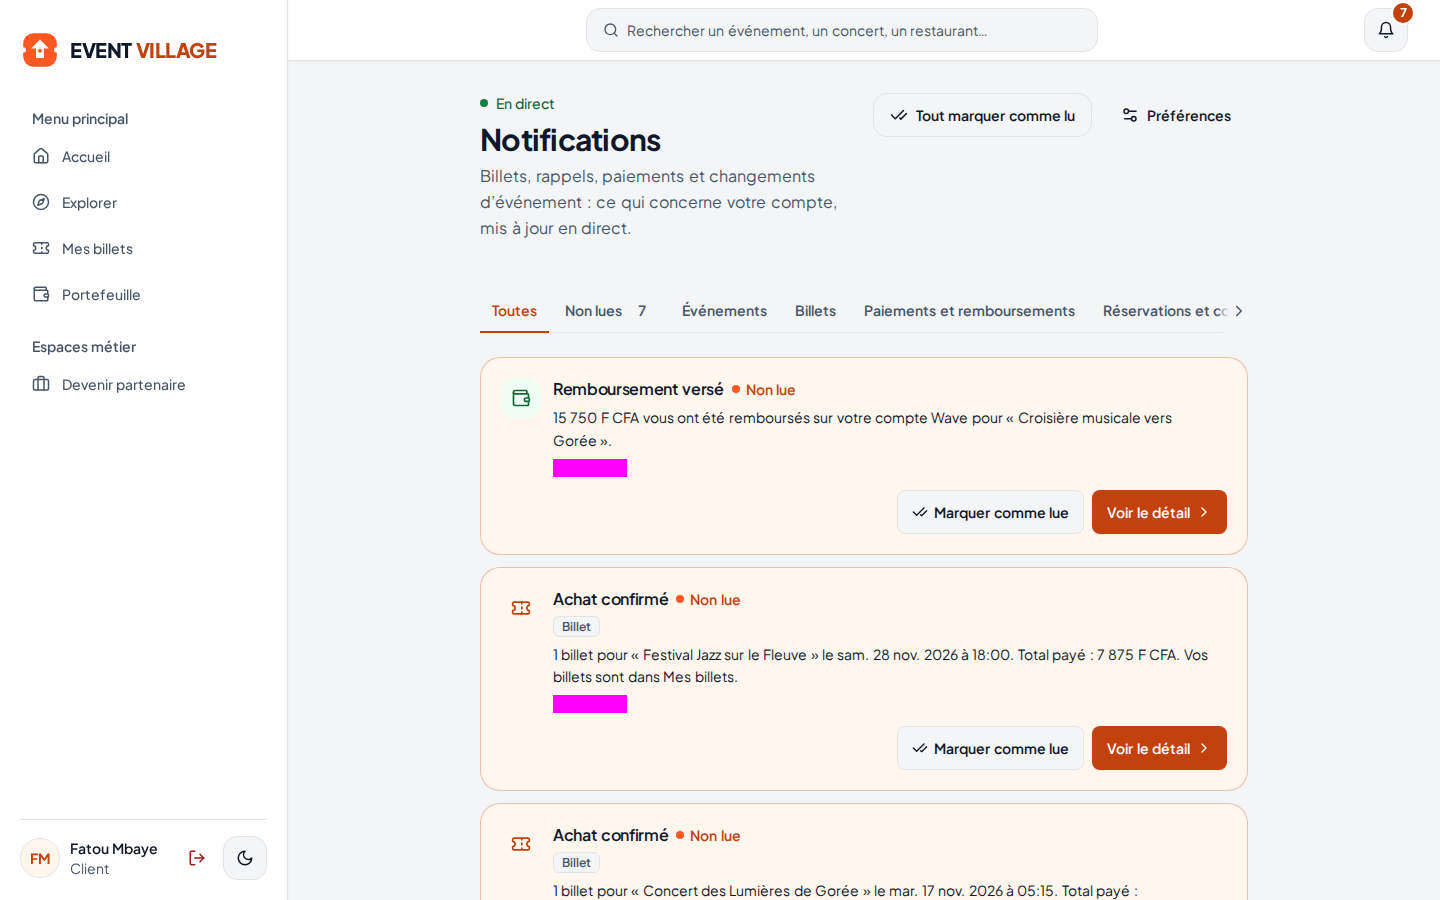 EVENT VILLAGE
Rechercher un événement, un concert, un restaurant...
7
Menu principal
Accueil
Explorer
Mes billets
Portefeuille
Espaces métier
Devenir partenaire
Fatou Mbaye
FM
Client
En direct
Notifications
Billets, rappels, paiements et changements
d’événement : ce qui concerne votre compte,
mis à jour en direct.
Tout marquer comme lu
Préférences
Toutes
Non lues 7
Événements
Billets
Paiements et remboursements
Réservations et
Remboursement versé
Non lue
15 750 F CFA vous ont été remboursés sur votre compte Wave pour « Croisière musicale vers
Gorée ».
Marquer comme lue
Voir le détail
Achat confirmé
Non lue
Billet
1 billet pour « Festival Jazz sur le Fleuve » le sam. 28 nov. 2026 à 18:00. Total payé : 7 875 F CFA. Vos
billets sont dans Mes billets.
Marquer comme lue
Voir le détail
Achat confirmé
Non lue
Billet
1 billet pour « Concert des Lumières de Gorée » le mar. 17 nov. 2026 à 05:15. Total payé :